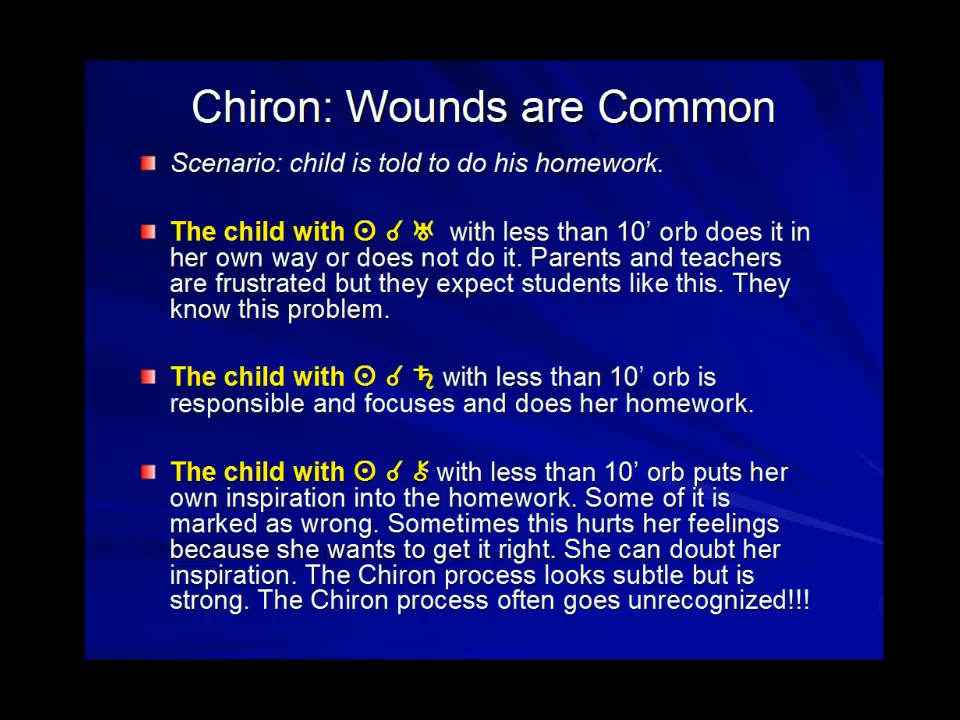 Chiron: Wounds are Common
Scenario: child is told to do his homework.
The child with ☉ ☌ ♅ with less than 10’ orb does it in
her own way or does not do it. Parents and teachers
are frustrated but they expect students like this. They
know this problem.
The child with ☉ ☌ ♄ with less than 10’ orb is
responsible and focuses and does her homework.
The child with ☉ ☌ ⚷ with less than 10’ orb puts her
own inspiration into the homework. Some of it is
marked as wrong. Sometimes this hurts her feelings
because she wants to get it right. She can doubt her
inspiration. The Chiron process looks subtle but is
strong. The Chiron process often goes unrecognized!!!